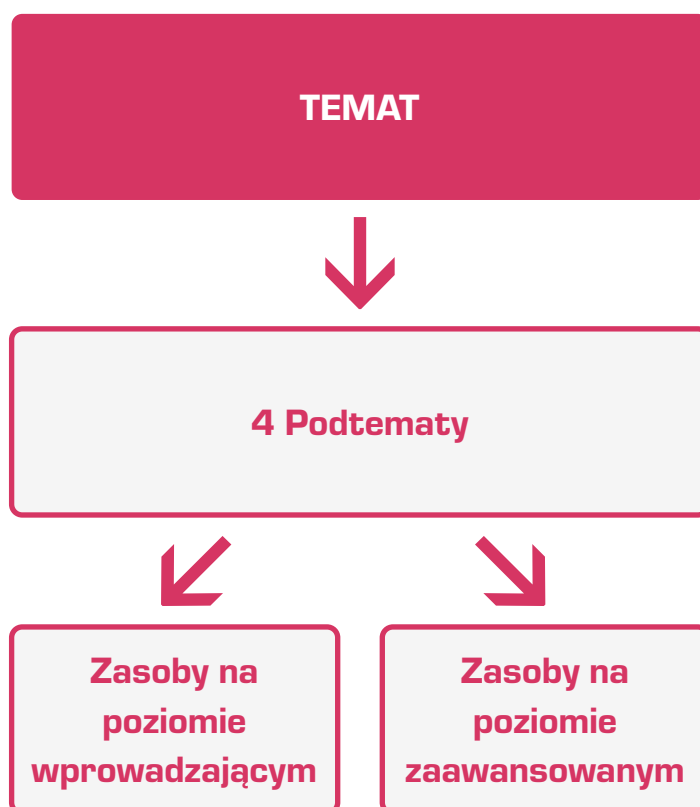 TEMAT
4 Podtematy
Zasoby na
poziomie
wprowadzającym
Zasoby na
poziomie
zaawansowanym